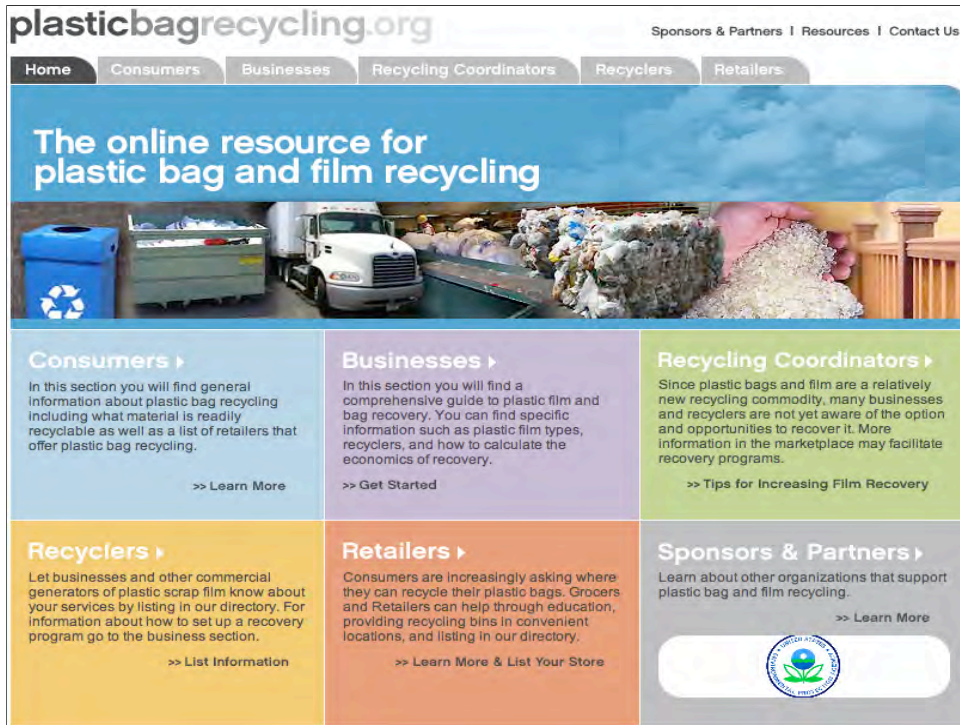 plasticbagrecycling.org
Sponsors & Partners I Resources I Contact Us
Home Consumers Businesses Recycling Coordinators Recyclers Retailers
The online resource for
plastic bag and film recycling
Consumers
In this section you will find general
information about plastic bag recycling
including what material is readily
recyclable as well as a list of retailers that
offer plastic bag recycling.
>> Learn More
Businesses
In this section you will find a
comprehensive guide to plastic film and
bag recovery. You can find specific
information such as plastic film types,
recyclers, and how to calculate the
economics of recovery.
>> Get Started
Recycling Coordinators
Since plastic bags and film are a relatively
new recycling commodity, many businesses
and recyclers are not yet aware of the option
and opportunities to recover it. More
information in the marketplace may facilitate
recovery programs.
>> Tips for Increasing Film Recovery
Recyclers
Let businesses and other commercial
generators of plastic scrap film know about
your services by listing in our directory. For
information about how to set up a recovery
program go to the business section.
>> List Information
Retailers
Consumers are increasingly asking where
they can recycle their plastic bags. Grocers
and Retailers can help through education,
providing recycling bins in convenient
locations, and listing in our directory.
>> Learn More & List Your Store
Sponsors & Partners
Learn about other organizations that support
plastic bag and film recycling.
>> Learn More
UNITED STATES
ENVIRONMENTAL PROTECTION AGENCY